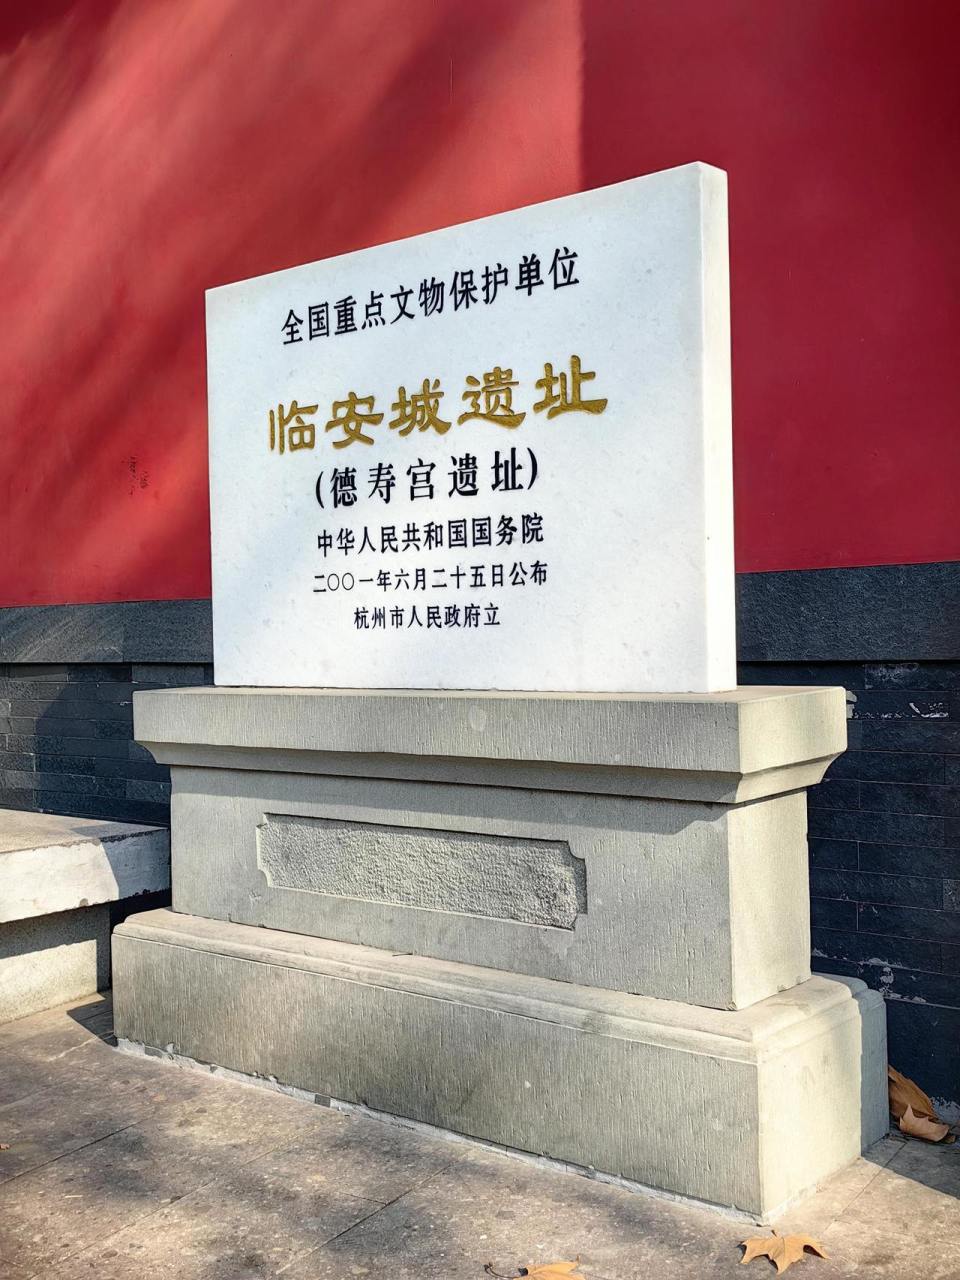 全国重点文物保护单位
临安城遗址
(德寿宫遗址)
中华人民共和国国务院
二〇〇一年六月二十五日公布
杭州市人民政府立